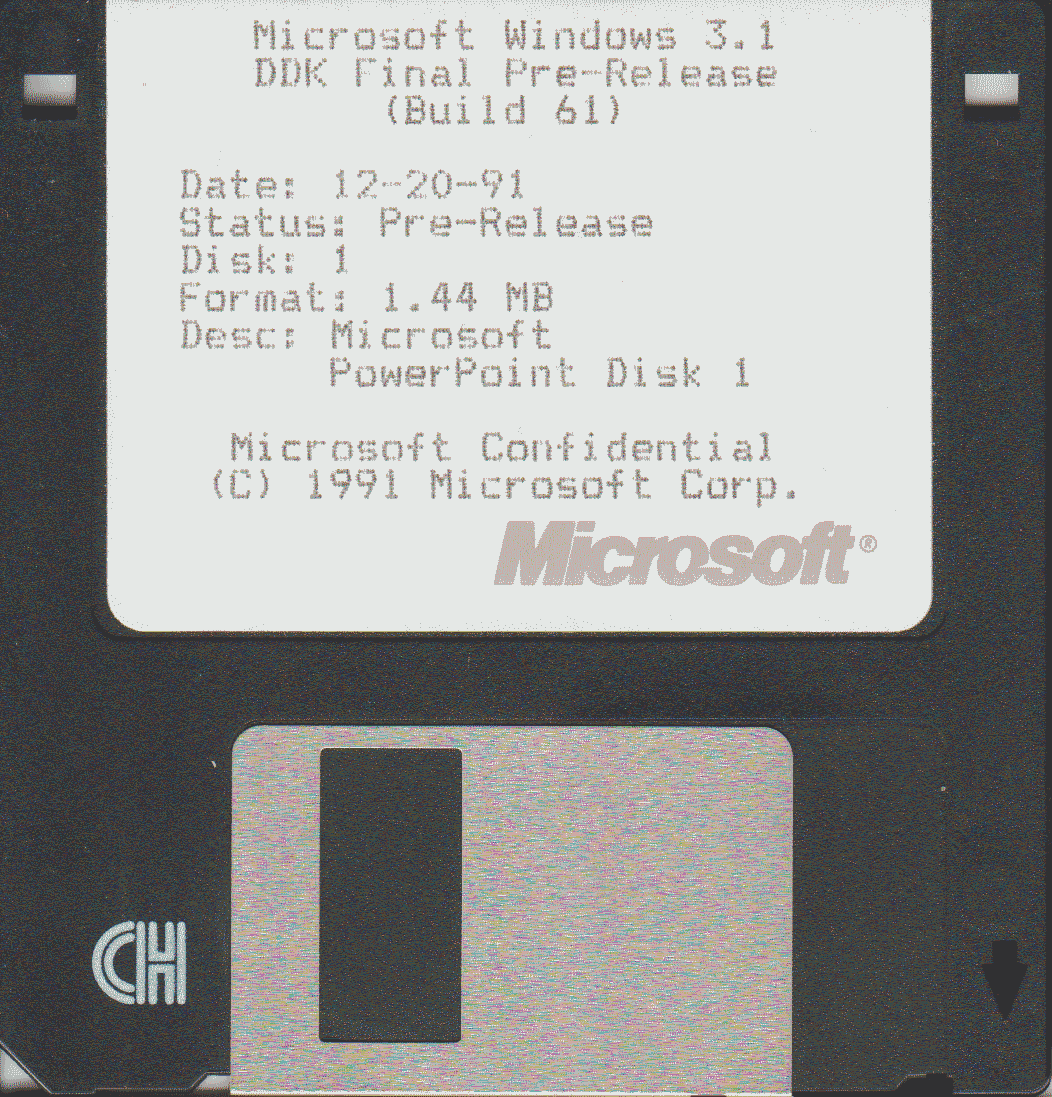 Microsoft Windows 3.1
DDK Final Pre-Release
(Build 61)
Date: 12-20-91
Status: Pre-Release
Disk: 1
Format: 1.44 MB
Desc: Microsoft
PowerPoint Disk 1
Microsoft Confidential
(C) 1991 Microsoft Corp.
Microsoft®
CH